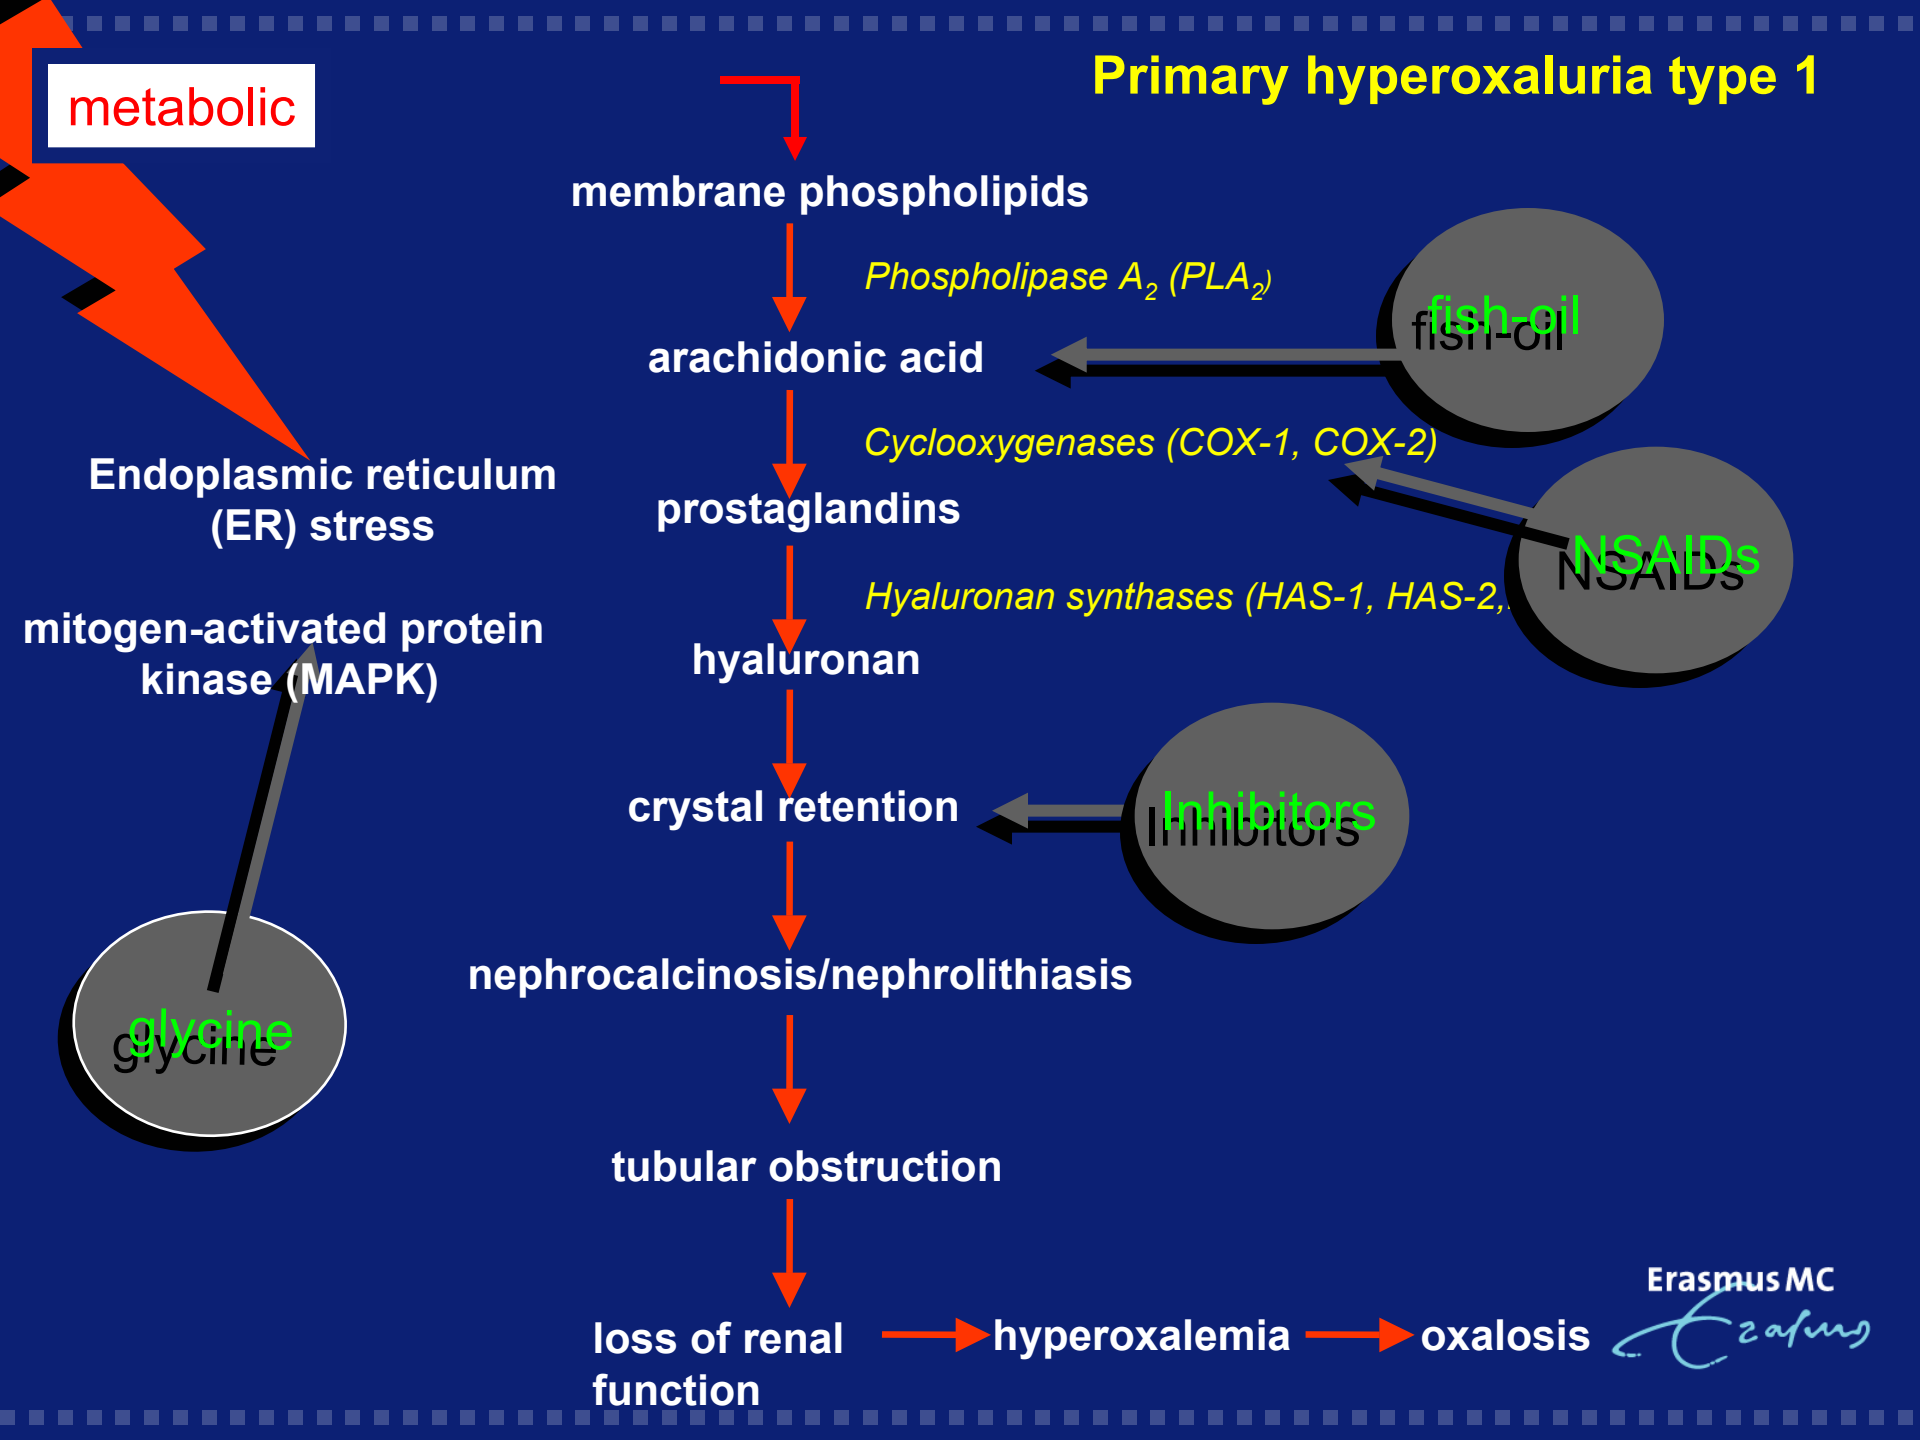 Primary hyperoxaluria type 1
metabolic
membrane phospholipids
Phospholipase A₂ (PLA₂)
fish-oil
arachidonic acid
Cyclooxygenases (COX-1, COX-2)
Endoplasmic reticulum
(ER) stress
prostaglandins
NSAIDs
Hyaluronan synthases (HAS-1, HAS-2,
mitogen-activated protein
kinase (MAPK)
hyaluronan
crystal retention
Inhibitors
nephrocalcinosis/nephrolithiasis
glycine
tubular obstruction
loss of renal
function
hyperoxalemia
oxalosis
Erasmus MC